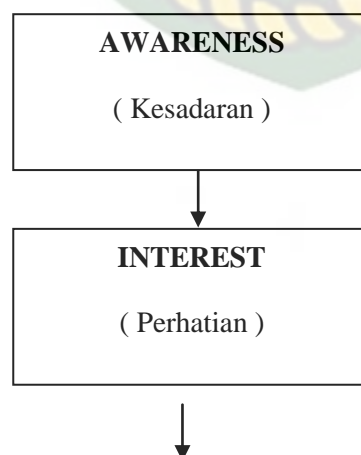 AWARENESS
( Kesadaran )
INTEREST
( Perhatian )